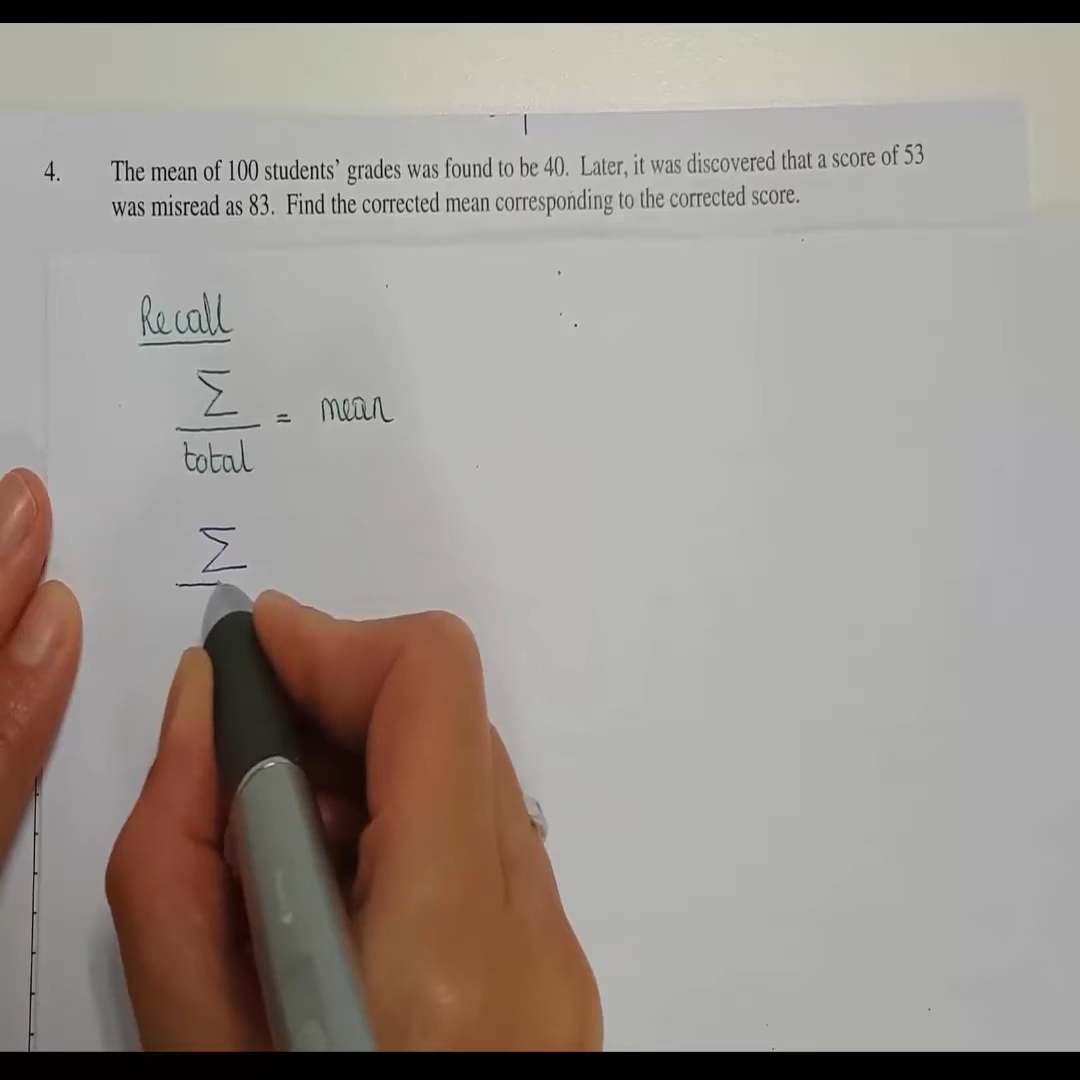 4. The mean of 100 students’ grades was found to be 40. Later, it was discovered that a score of 53
was misread as 83. Find the corrected mean corresponding to the corrected score.
Recall
Σ
total
= mean
Σ